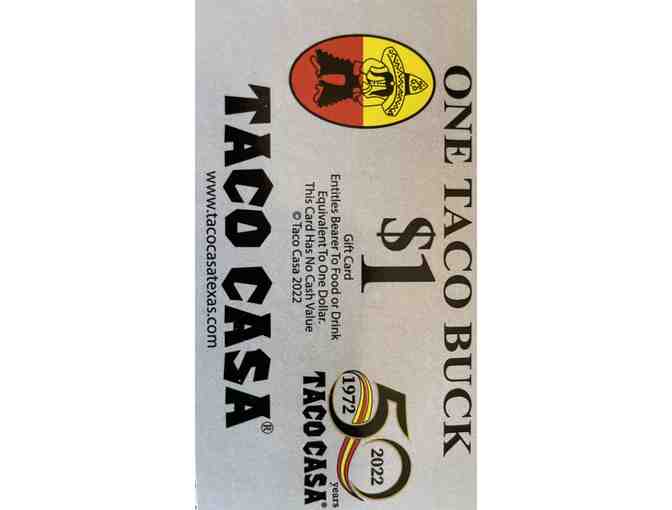 ONE TACO BUCK
$1
Gift Card
Entitles Bearer To Food or Drink
Equivalent To One Dollar.
This Card Has No Cash Value
© Taco Casa 2022
50
1972
2022
years
TACO CASA®
TACO CASA®
www.tacocasatexas.com